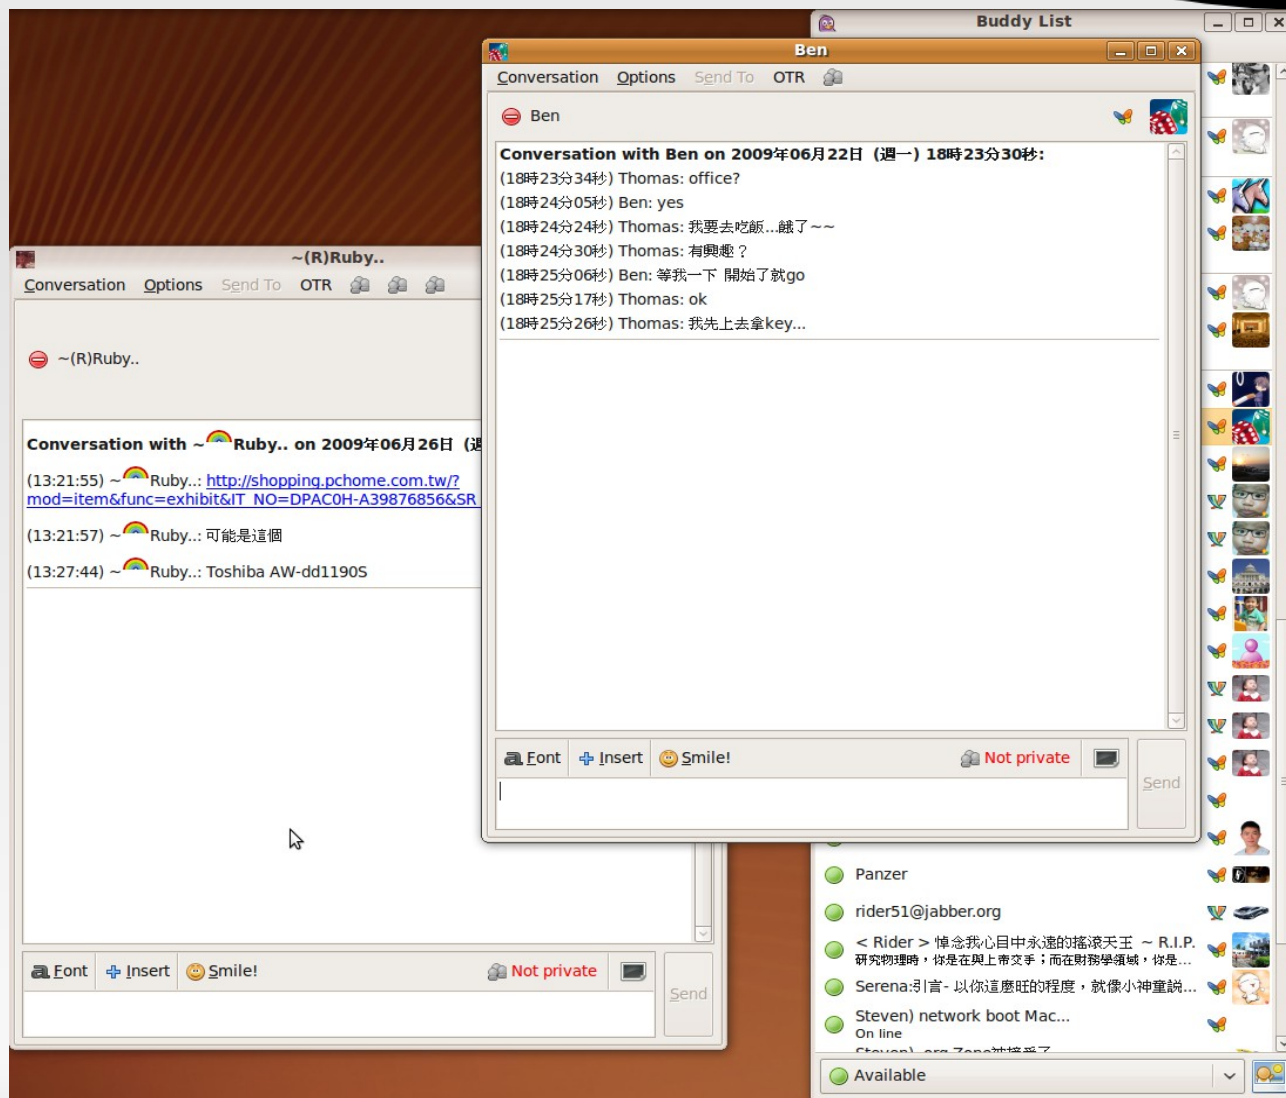 Buddy List
Ben
Conversation Options Send To OTR
Ben
Conversation with Ben on 2009年06月22日 (週一) 18時23分30秒:
(18時23分34秒) Thomas: office?
(18時24分05秒) Ben: yes
(18時24分24秒) Thomas: 我要去吃飯...餓了~~
(18時24分30秒) Thomas: 有興趣？
(18時25分06秒) Ben: 等我一下 開始了就go
(18時25分17秒) Thomas: ok
(18時25分26秒) Thomas: 我先上去拿key...
Font Insert Smile! Not private
Send
~(R)Ruby..
Conversation Options Send To OTR
~(R)Ruby..
Conversation with ~Ruby.. on 2009年06月26日 (週
(13:21:55) ~Ruby..: http://shopping.pchome.com.tw/?
mod=item&func=exhibit&IT_NO=DPAC0H-A39876856&SR_
(13:21:57) ~Ruby..: 可能是這個
(13:27:44) ~Ruby..: Toshiba AW-dd1190S
Font Insert Smile! Not private
Send
Panzer
rider51@jabber.org
< Rider > 悼念我心目中永遠的搖滾天王 ~ R.I.P.
研究物理時，你是在與上帝交手；而在財務學領域，你是...
Serena:引言- 以你這麼旺的程度，就像小神童説...
Steven) network boot Mac...
On line
Available